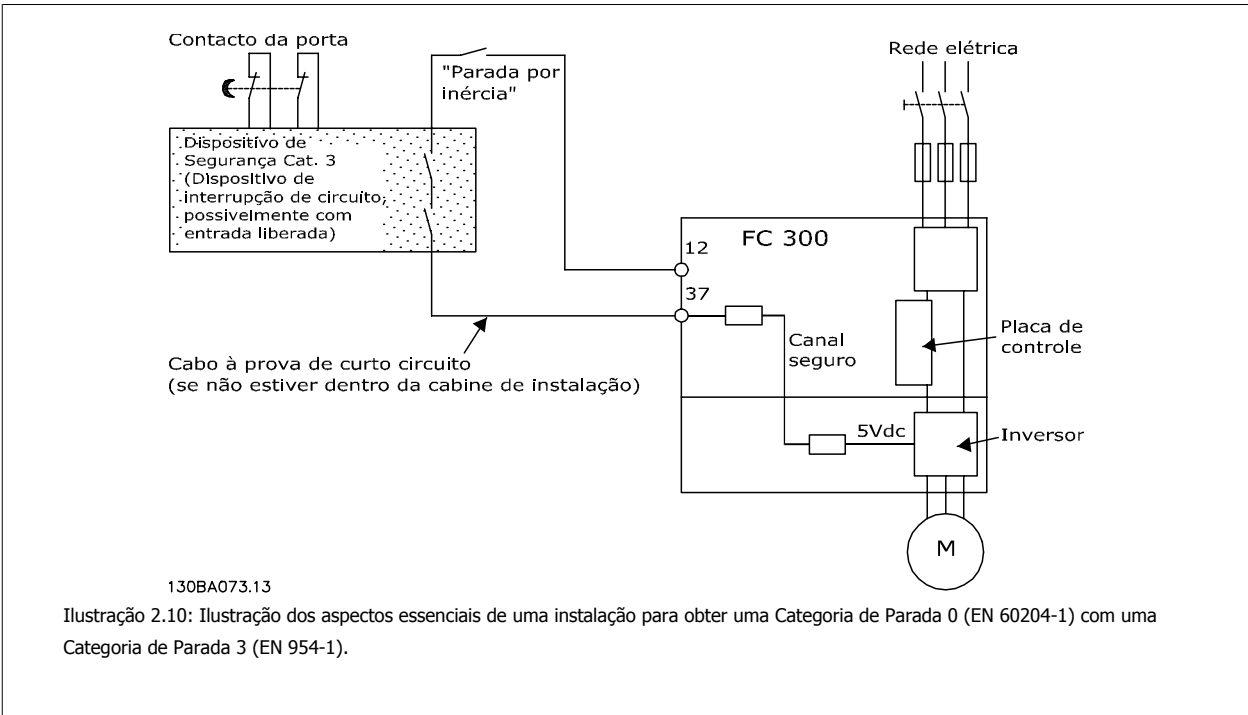 Contacto da porta
"Parada por
inércia"
Rede elétrica
Dispositivo de
Segurança Cat. 3
(Dispositivo de
interrupção de circuito,
possivelmente com
entrada liberada)
12
FC 300
37
Canal
seguro
Placa de
controle
Cabo à prova de curto circuito
(se não estiver dentro da cabine de instalação)
5Vdc
Inversor
M
130BA073.13
Ilustração 2.10: Ilustração dos aspectos essenciais de uma instalação para obter uma Categoria de Parada 0 (EN 60204-1) com uma
Categoria de Parada 3 (EN 954-1).